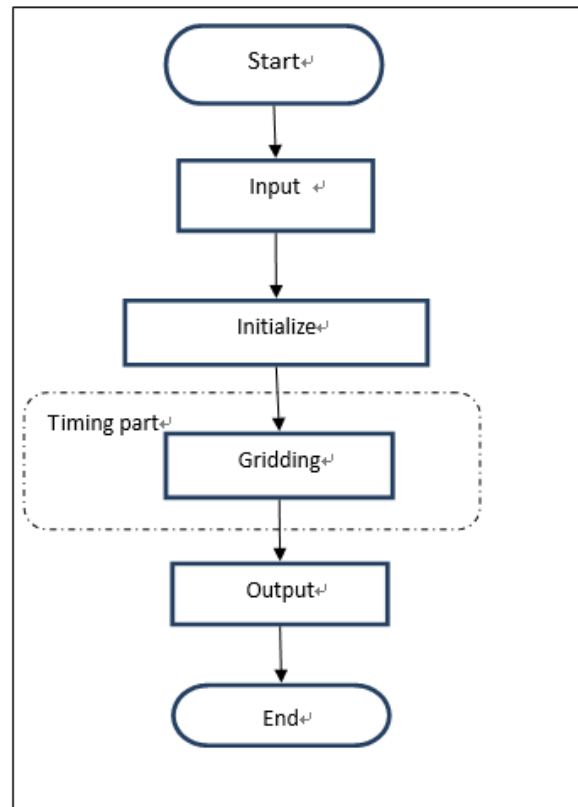 Start
Input
Initialize
Timing part
Gridding
Output
End